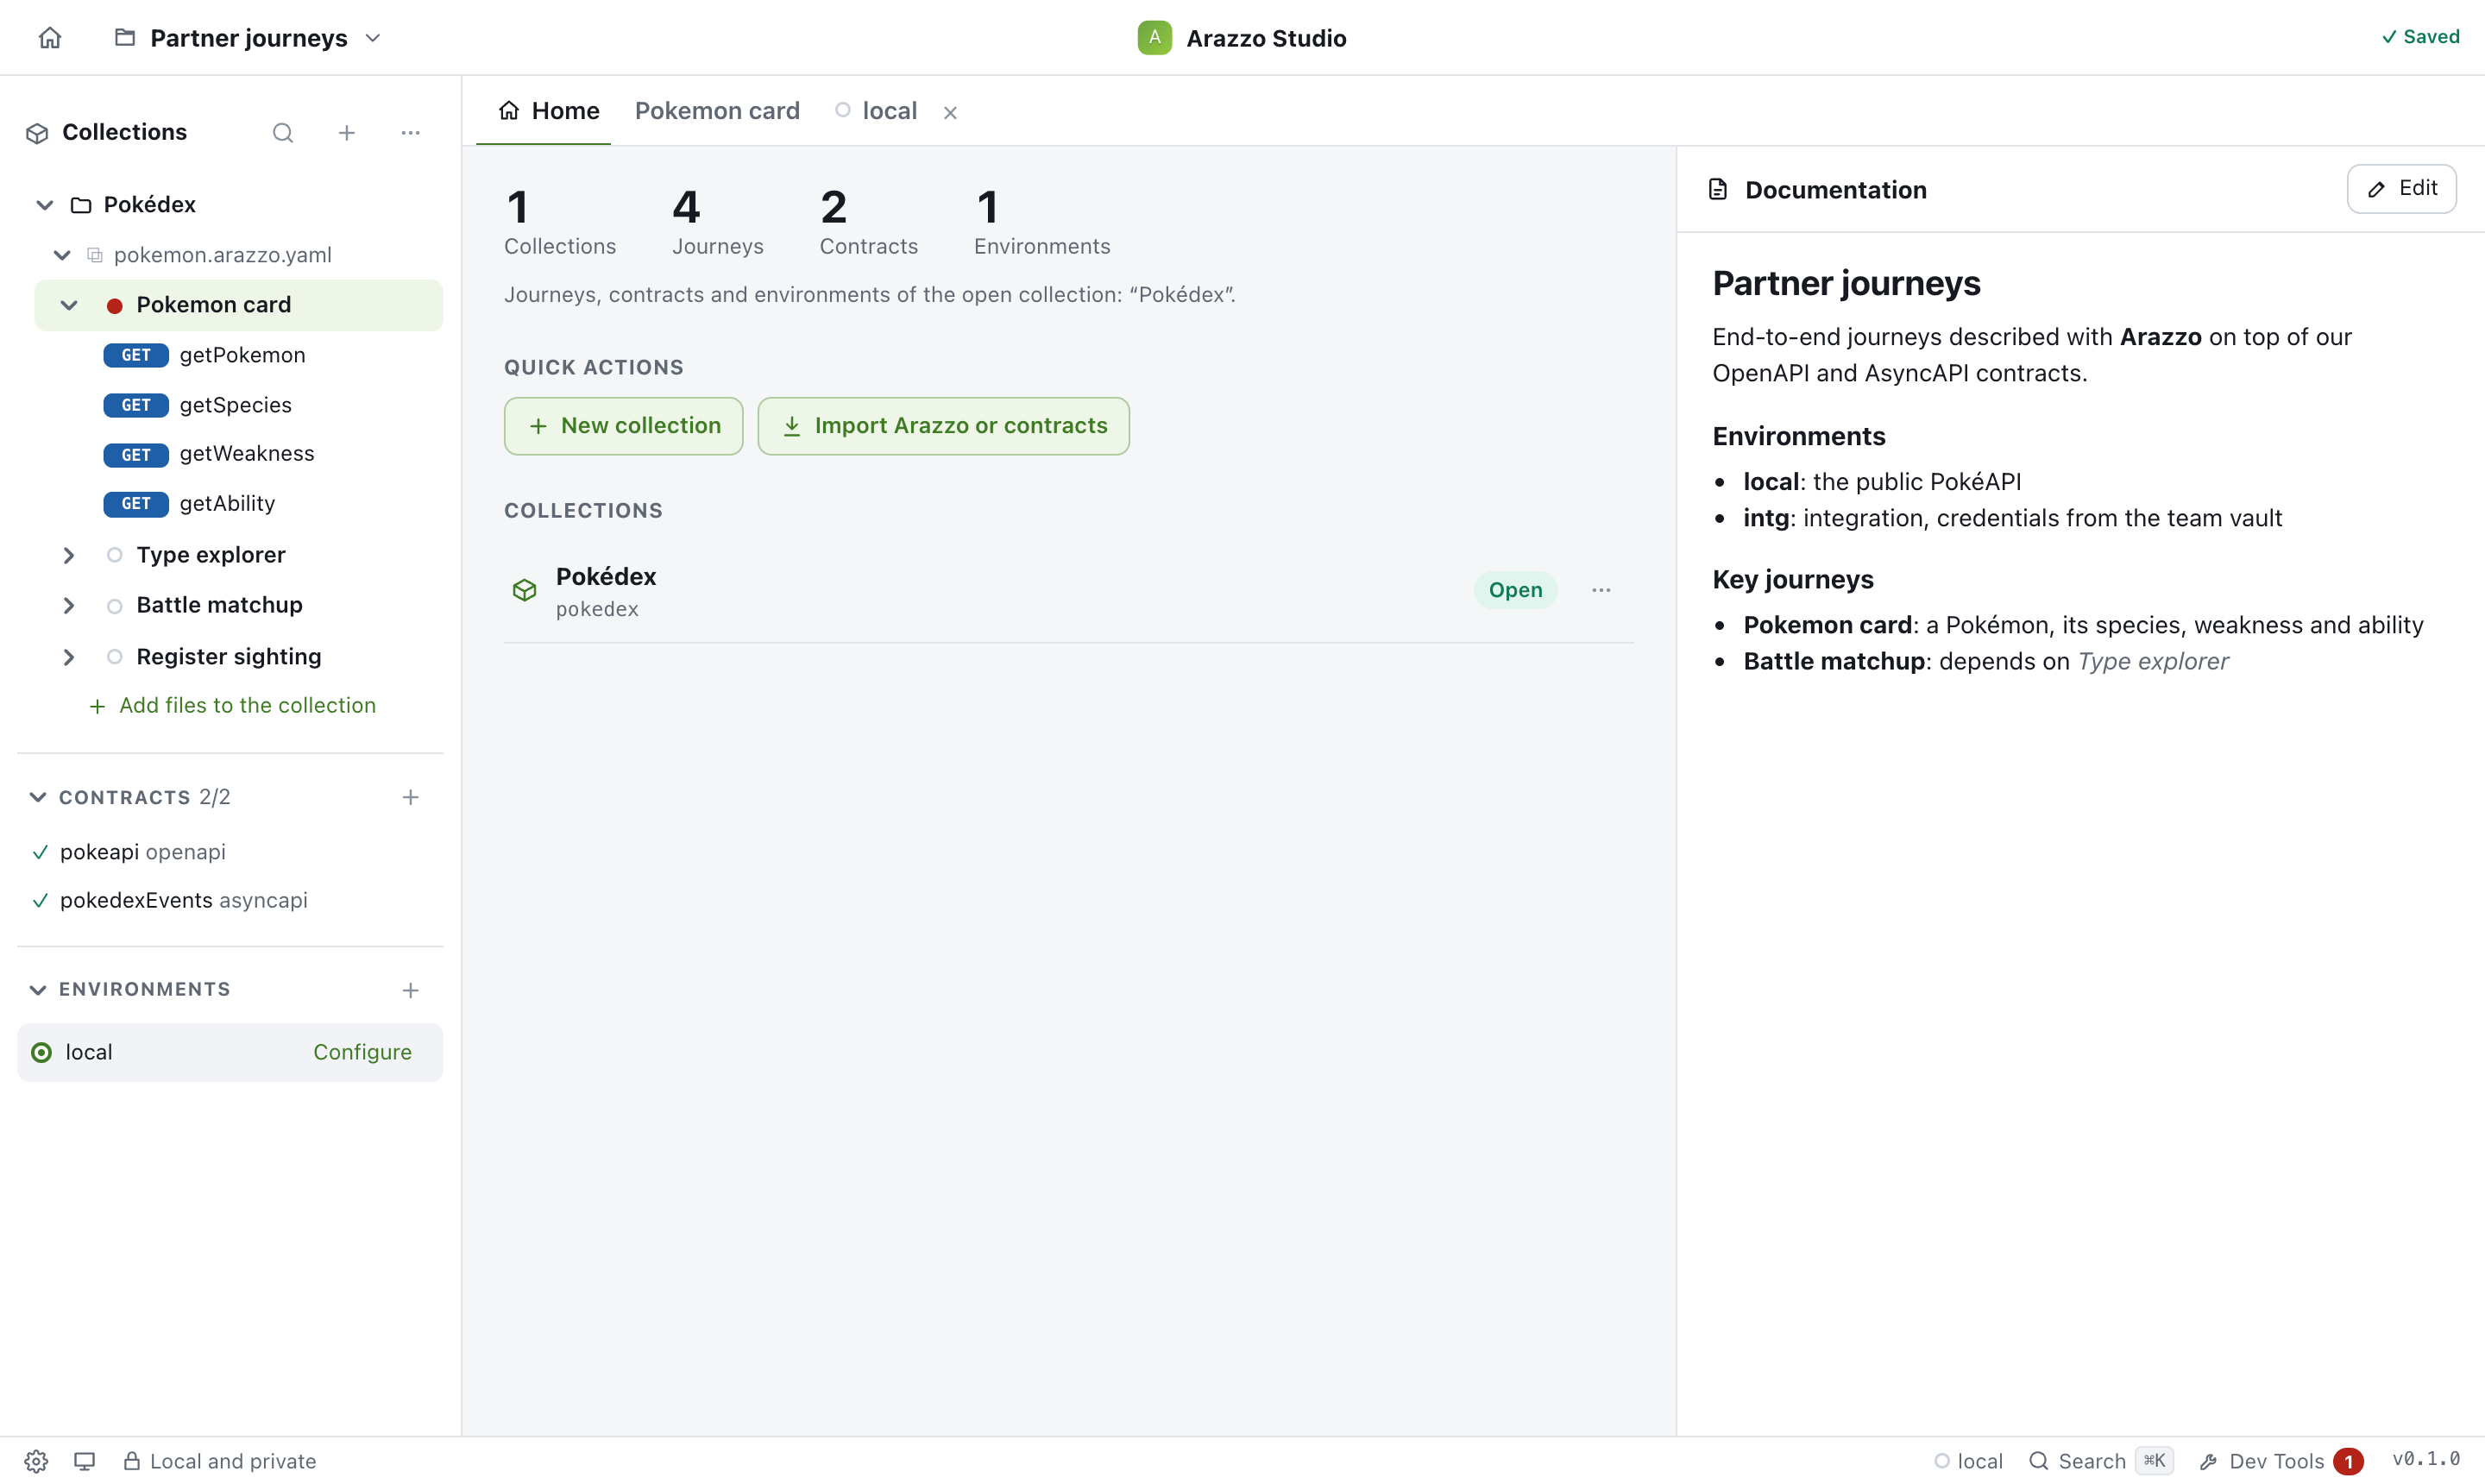 Partner journeys
A Arazzo Studio
✓ Saved
Collections
Pokédex
pokemon.arazzo.yaml
Pokemon card
GET getPokemon
GET getSpecies
GET getWeakness
GET getAbility
Type explorer
Battle matchup
Register sighting
+ Add files to the collection
CONTRACTS 2/2
✓ pokeapi openapi
✓ pokedexEvents asyncapi
ENVIRONMENTS
local Configure
Home Pokemon card local ×
1 4 2 1
Collections Journeys Contracts Environments
Journeys, contracts and environments of the open collection: “Pokédex”.
QUICK ACTIONS
+ New collection
Import Arazzo or contracts
COLLECTIONS
Pokédex
pokedex
Open
Documentation
Edit
Partner journeys
End-to-end journeys described with Arazzo on top of our
OpenAPI and AsyncAPI contracts.
Environments
• local: the public PokéAPI
• intg: integration, credentials from the team vault
Key journeys
• Pokemon card: a Pokémon, its species, weakness and ability
• Battle matchup: depends on Type explorer
Local and private
local Search ⌘K Dev Tools 1 v0.1.0